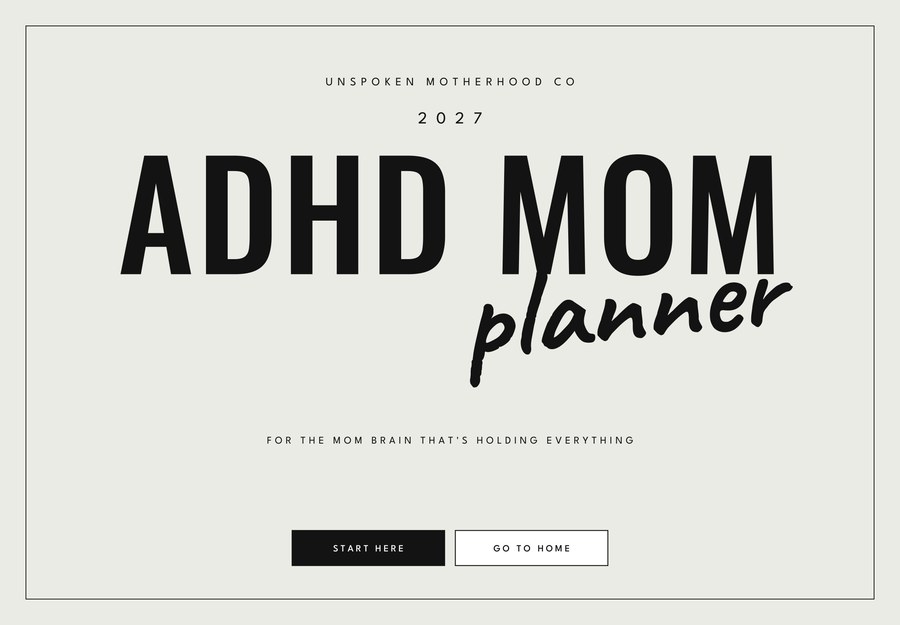 UNSPOKEN MOTHERHOOD CO
2027
ADHD MOM
planner
FOR THE MOM BRAIN THAT'S HOLDING EVERYTHING
START HERE
GO TO HOME